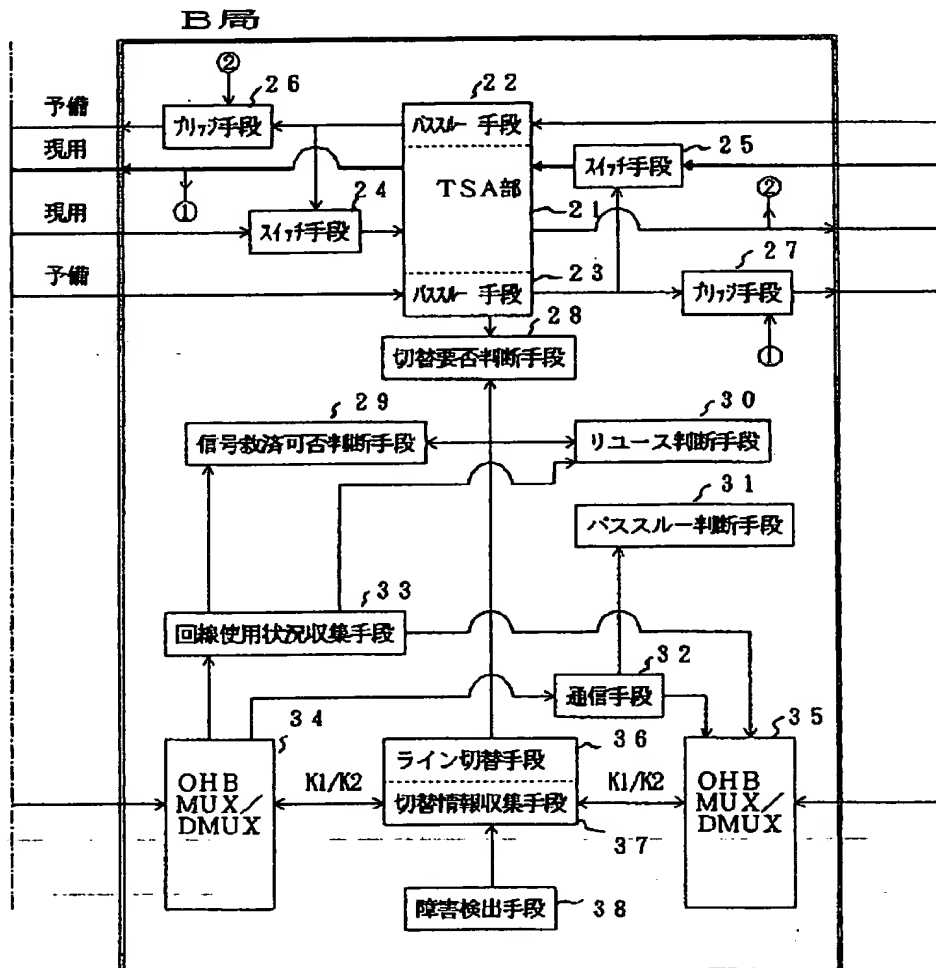 B局
② 26 22
予備 ブリッジ手段 パススルー 手段 25
現用 スイッチ手段
TSA部 ②
① 24 21
現用 スイッチ手段 27
23
予備 パススルー 手段 ブリッジ手段
28
切替要否判断手段 ①
29 30
信号救済可否判断手段 リユース判断手段
31
パススルー判断手段
33
回線使用状況収集手段
32
通信手段
34 36 35
ライン切替手段
OHB MUX/DMUX K1/K2 切替情報収集手段 K1/K2 OHB MUX/DMUX
37
障害検出手段 38